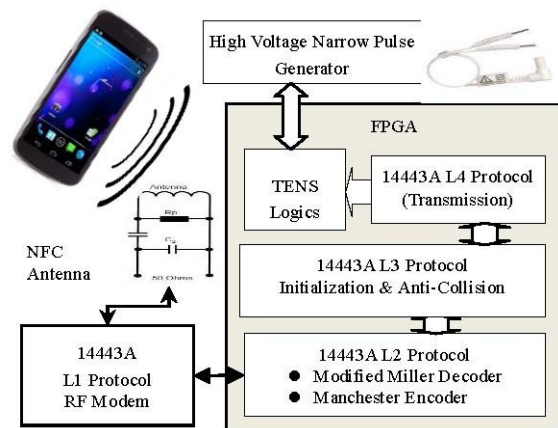 High Voltage Narrow Pulse
Generator
FPGA
TENS
Logics
14443A L4 Protocol
(Transmission)
Antenna
Rp
NFC
Antenna
50 Ohms
14443A L3 Protocol
Initialization & Anti-Collision
14443A
L1 Protocol
RF Modem
14443A L2 Protocol
● Modified Miller Decoder
● Manchester Encoder